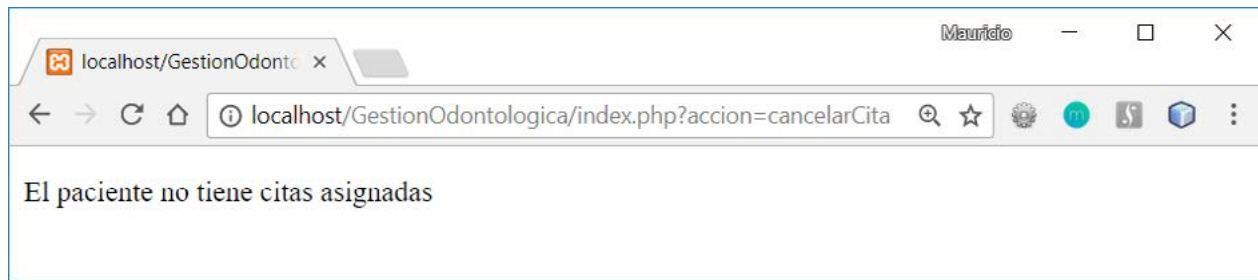 Mauricio
localhost/GestionOdonto
localhost/GestionOdontologica/index.php?accion=cancelarCita
El paciente no tiene citas asignadas